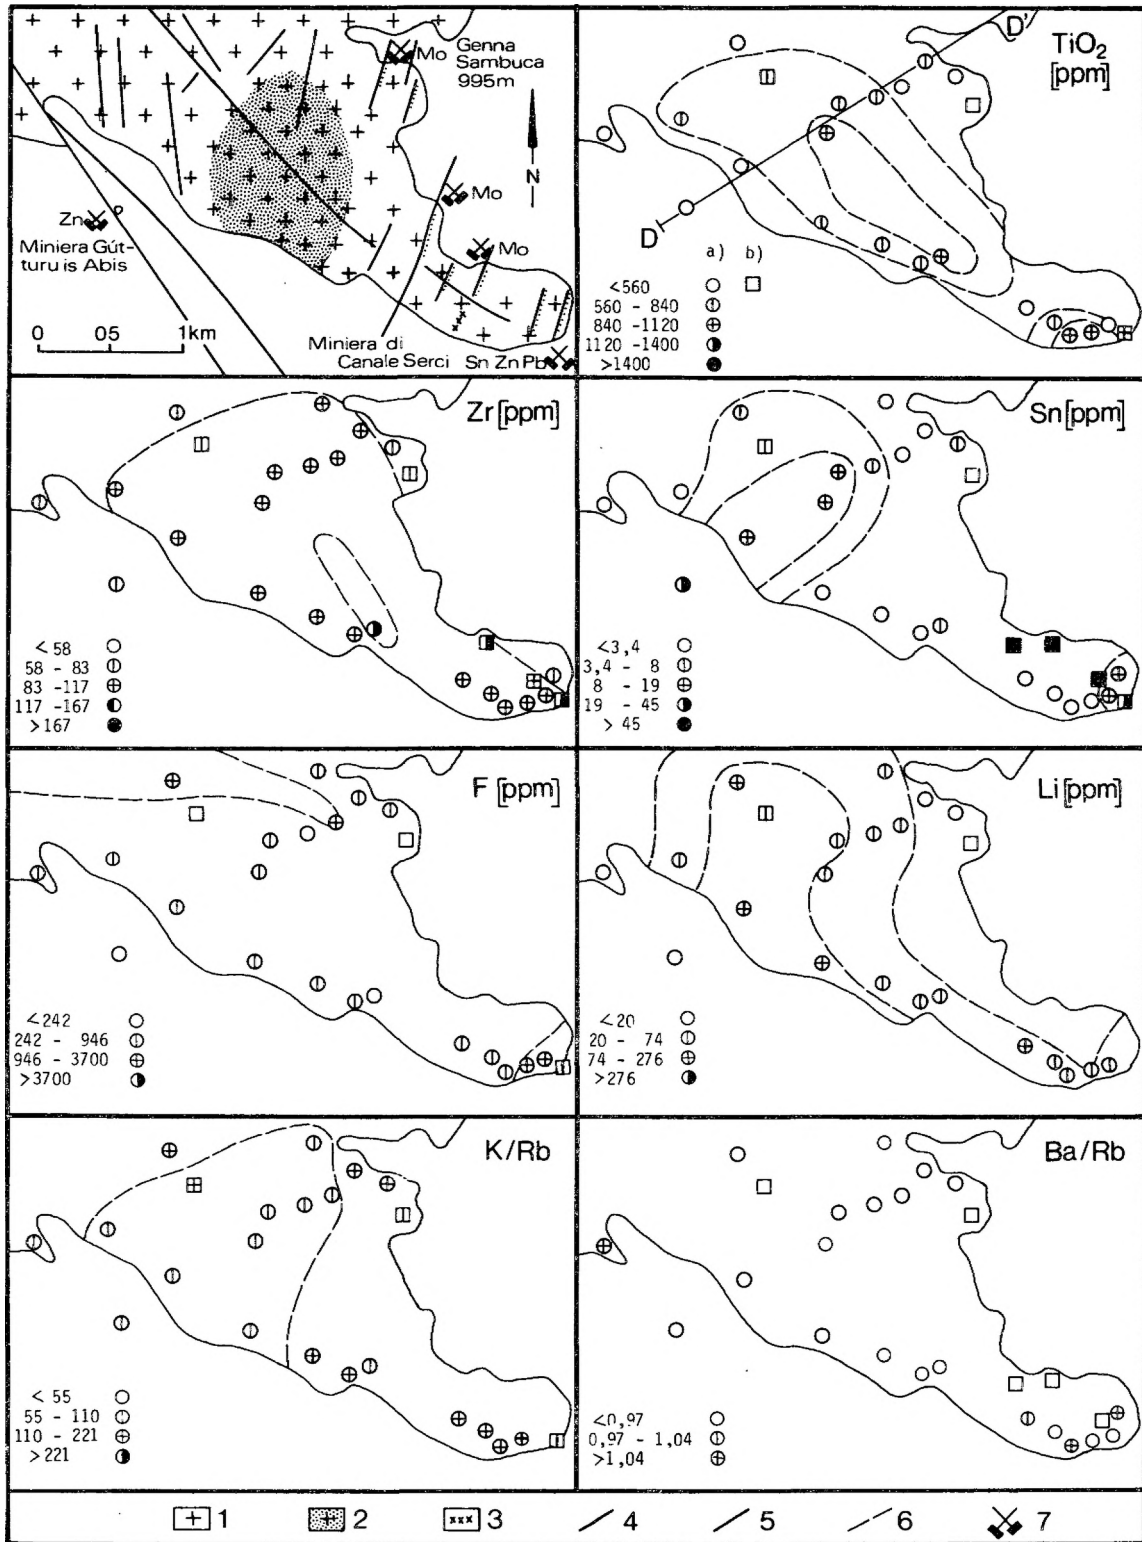 Mo
Genna
Sambuca
995m
N
Zn
Mo
Miniera Gút-
turu is Abis
Mo
0 05 1km
Miniera di
Canale Serci Sn Zn Pb
D'
TiO2
[ppm]
D
a) b)
<560
560 - 840
840 -1120
1120 -1400
>1400
Zr [ppm]
<58
58 - 83
83 -117
117 -167
>167
Sn[ppm]
<3,4
3,4 - 8
8 - 19
19 - 45
> 45
F [ppm]
<242
242 - 946
946 - 3700
>3700
Li[ppm]
<20
20 - 74
74 - 276
>276
K/Rb
< 55
55 - 110
110 - 221
>221
Ba/Rb
<0,97
0,97 - 1,04
>1,04
1 2 3 4 5 6 7